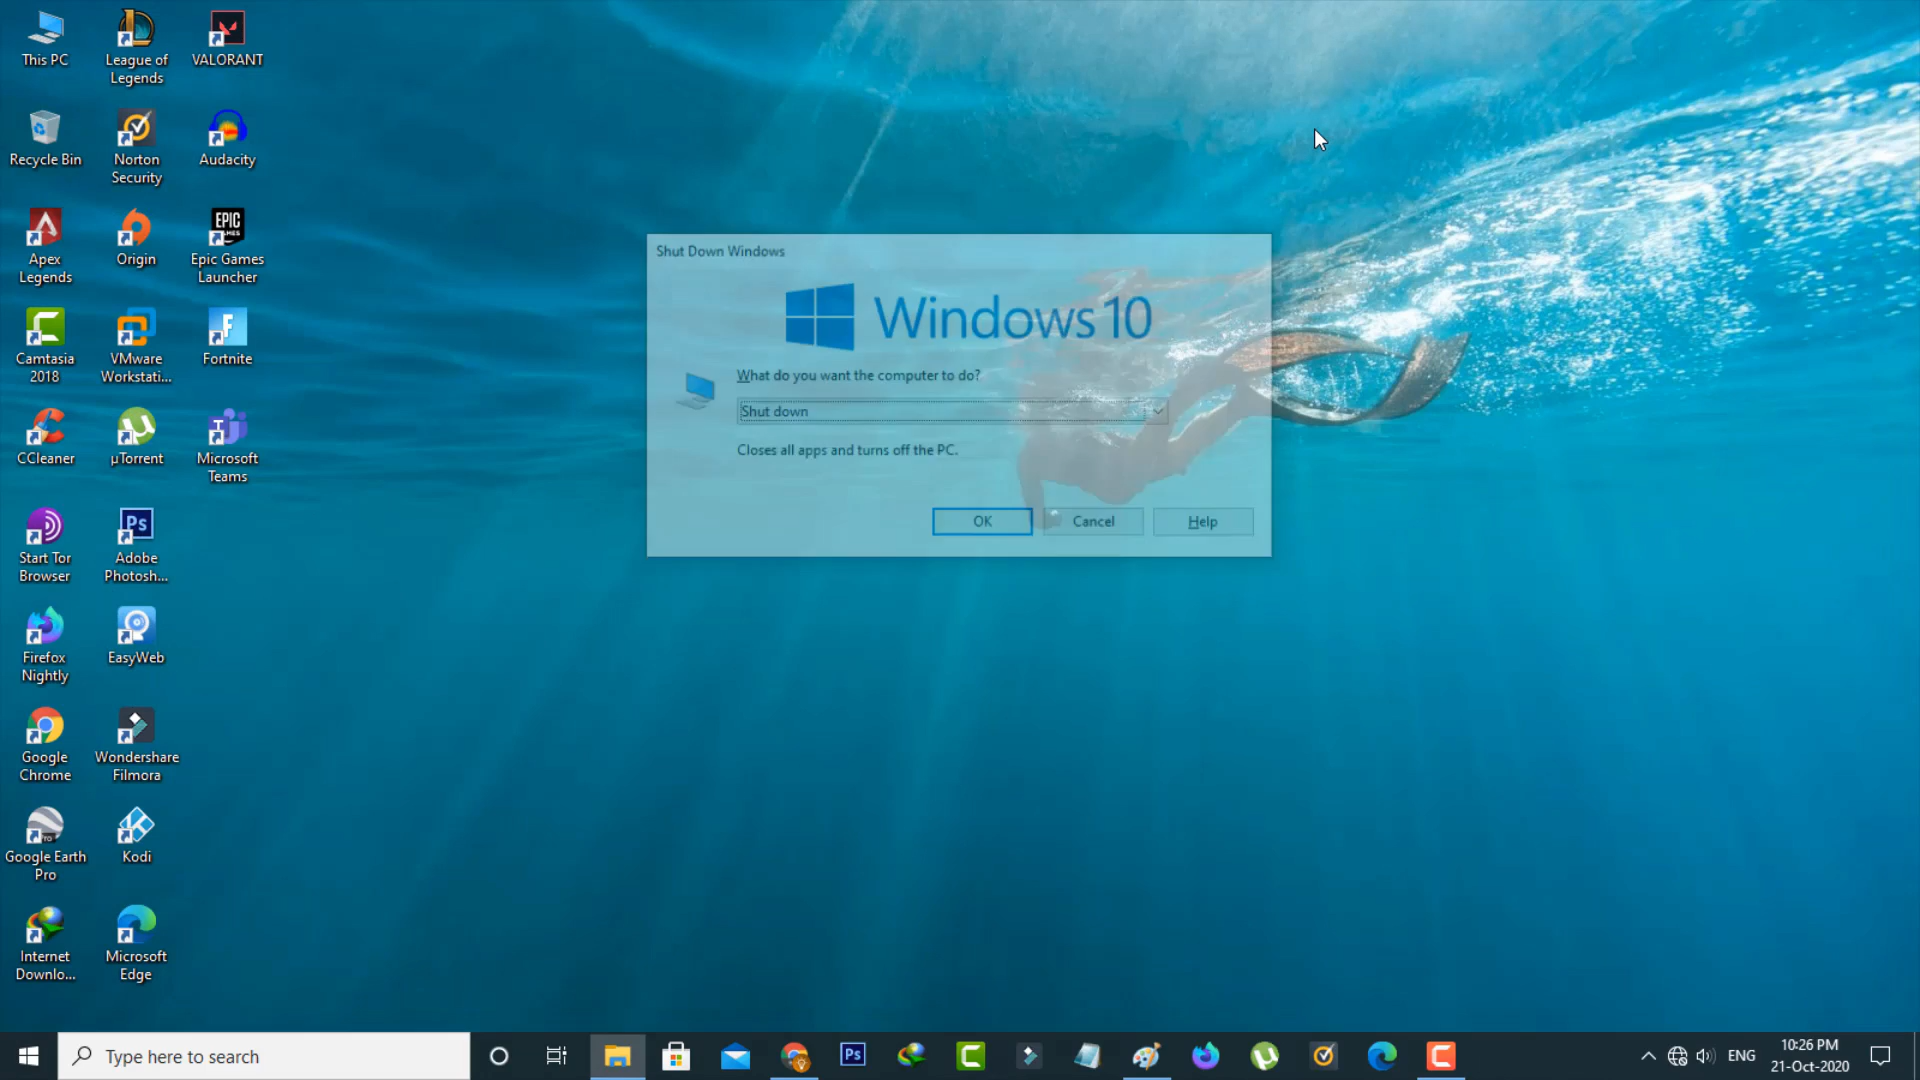 This PC
League of
Legends
VALORANT
Recycle Bin
Norton
Security
Audacity
Apex
Legends
Origin
EPIC
GAMES
Epic Games
Launcher
Camtasia
2018
VMware
Workstati...
Fortnite
CCleaner
µTorrent
Microsoft
Teams
Start Tor
Browser
Ps
Adobe
Photosh...
Firefox
Nightly
EasyWeb
Google
Chrome
Wondershare
Filmora
Google Earth
Pro
Kodi
Internet
Downlo...
Microsoft
Edge
Shut Down Windows
Windows 10
What do you want the computer to do?
Shut down
Closes all apps and turns off the PC.
OK
Cancel
Help
Type here to search
Ps
ENG
10:26 PM
21-Oct-2020